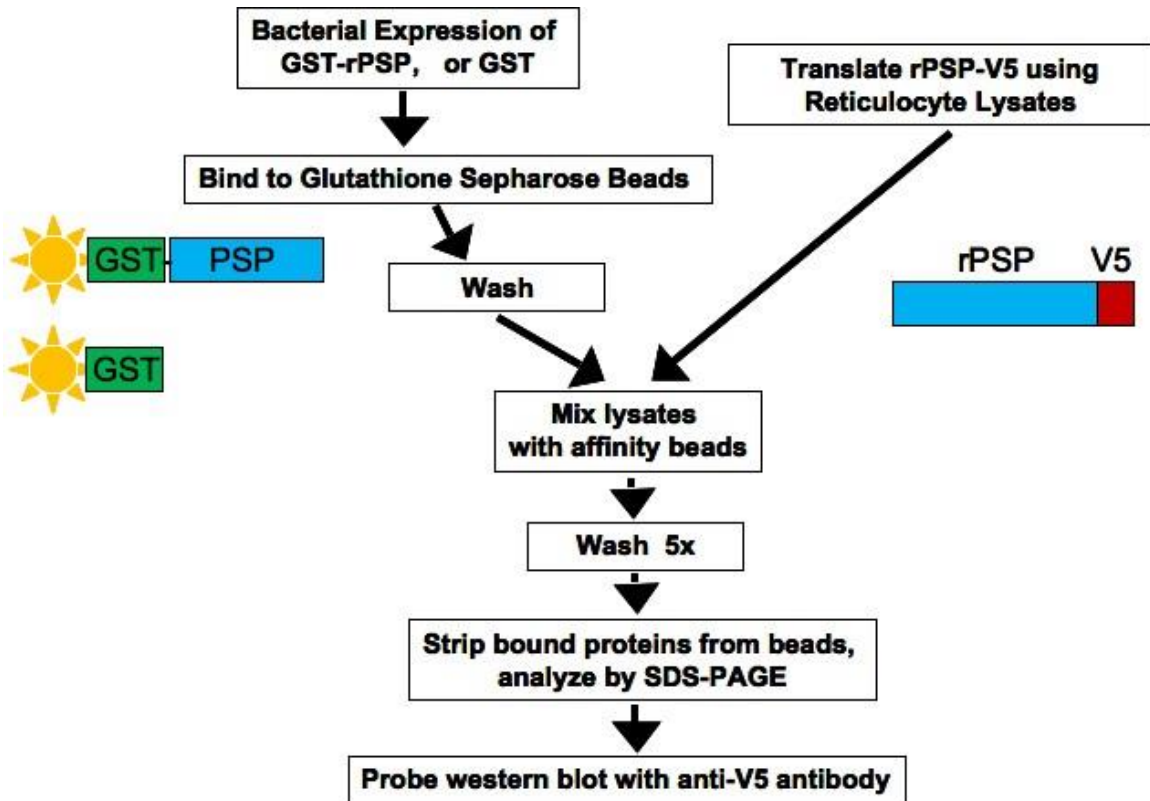 Bacterial Expression of
GST-rPSP, or GST
Translate rPSP-V5 using
Reticulocyte Lysates
Bind to Glutathione Sepharose Beads
GST
PSP
Wash
rPSP V5
GST
Mix lysates
with affinity beads
Wash 5x
Strip bound proteins from beads,
analyze by SDS-PAGE
Probe western blot with anti-V5 antibody